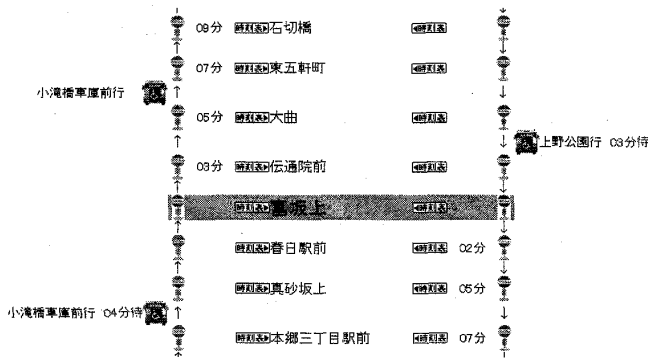 09分 時刻表▶石切橋 ◀時刻表
07分 時刻表▶東五軒町 ◀時刻表
小滝橋車庫前行
05分 時刻表▶大曲 ◀時刻表
上野公園行 03分待
03分 時刻表▶伝通院前 ◀時刻表
時刻表▶富坂上 ◀時刻表
時刻表▶春日駅前 ◀時刻表 02分
時刻表▶真砂坂上 ◀時刻表 05分
小滝橋車庫前行 04分待
時刻表▶本郷三丁目駅前 ◀時刻表 07分